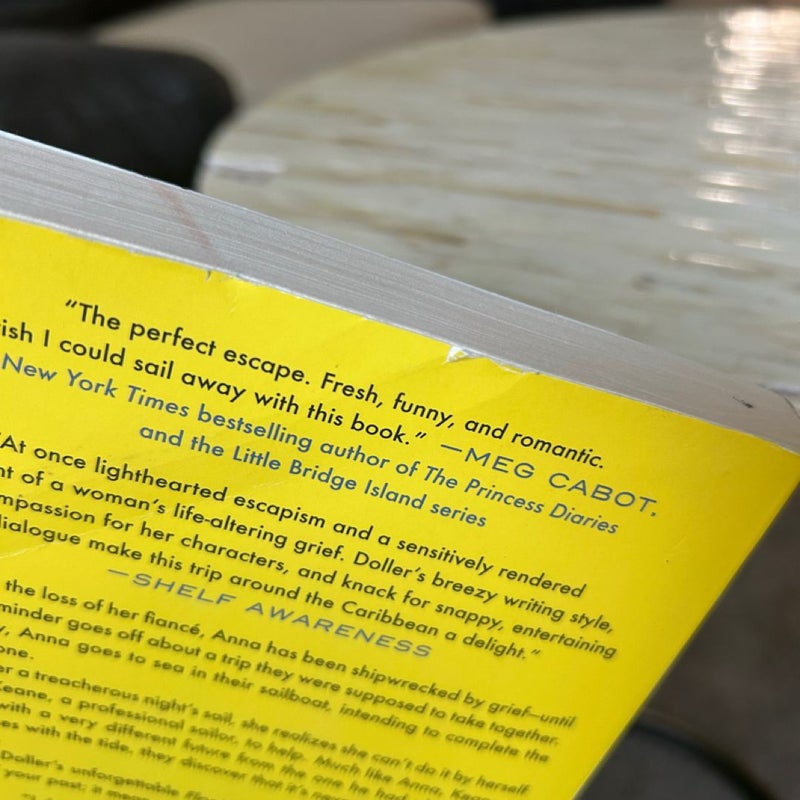 "The perfect escape. Fresh, funny, and romantic.
ish I could sail away with this book." —MEG CABOT,
New York Times bestselling author of The Princess Diaries
and the Little Bridge Island series
"At once lighthearted escapism and a sensitively rendered
nt of a woman's life-altering grief. Doller's breezy writing style,
mpassion for her characters, and knack for snappy, entertaining
dialogue make this trip around the Caribbean a delight."
—SHELF AWARENESS
the loss of her fiancé, Anna has been shipwrecked by grief—until
minder goes off about a trip they were supposed to take together.
y, Anna goes to sea in their sailboat, intending to complete the
one.
er a treacherous night's sail, she realizes she can't do it by herself
Keane, a professional sailor, to help. Much like Anna, Kean
with a very different future from the one he had
es with the tide, they discover that it's
Doller's unforgettable
your past; it